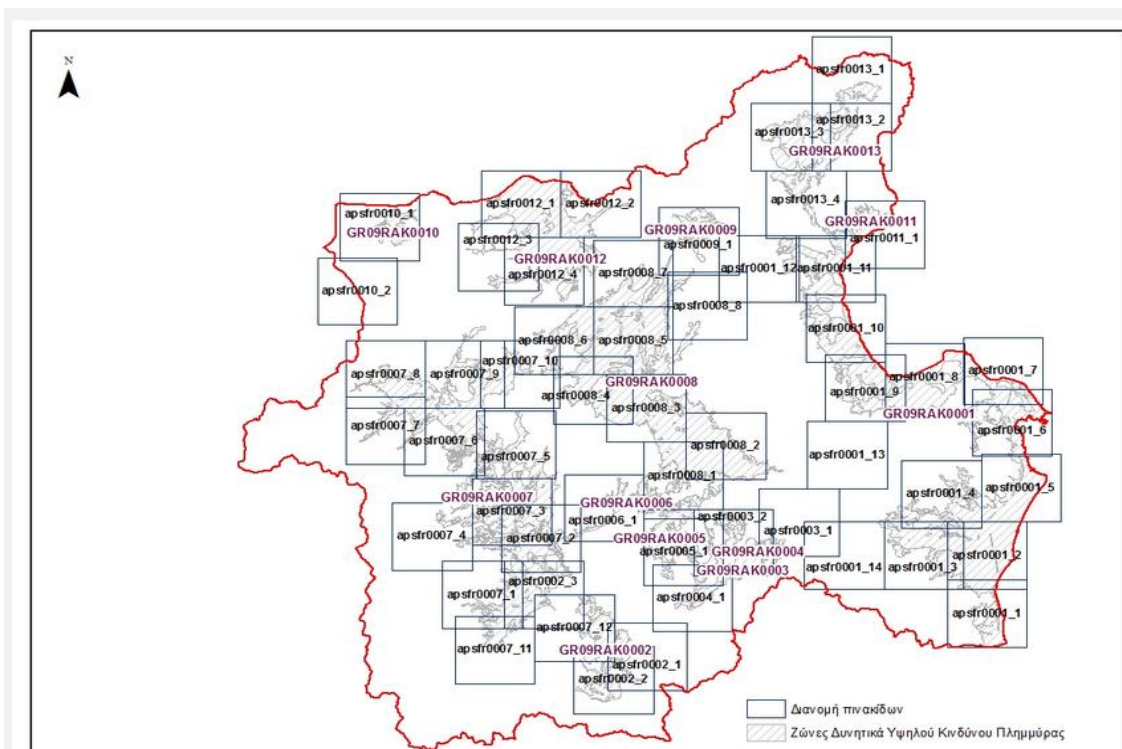 N
apsfr0013_1
apsfr0013_2
apsfr0013_3
GR09RAK0013
apsfr0012_1
apsfr0012_2
apsfr0013_4
apsfr0010_1
GR09RAK0011
GR09RAK0010
GR09RAK0009
apsfr0012_3
apsfr0009_1
apsfr0011_1
GR09RAK0012
apsfr0012_4
apsfr0008_7
apsfr0001_12
apsfr0001_11
apsfr0010_2
apsfr0008_8
apsfr0001_10
apsfr0008_6
apsfr0008_5
apsfr0007_10
apsfr0007_8
apsfr0007_9
apsfr0001_8
apsfr0001_7
GR09RAK0008
apsfr0008_4
apsfr0001_9
apsfr0008_3
GR09RAK0001
apsfr0007_7
apsfr0001_6
apsfr0007_6
apsfr0008_2
apsfr0007_5
apsfr0001_13
apsfr0008_1
apsfr0001_5
apsfr0001_4
GR09RAK0007
GR09RAK0006
apsfr0007_3
apsfr0006_1
apsfr0003_2
apsfr0003_1
apsfr0007_4
apsfr0007_2
GR09RAK0005
apsfr0005_1
GR09RAK0004
apsfr0001_2
GR09RAK0003
apsfr0001_14
apsfr0001_3
apsfr0002_3
apsfr0007_1
apsfr0004_1
apsfr0001_1
apsfr0007_12
apsfr0007_11
GR09RAK0002
apsfr0002_1
apsfr0002_2
Διανομή πινακίδων
Ζώνες Δυνητικά Υψηλού Κινδύνου Πλημμύρας